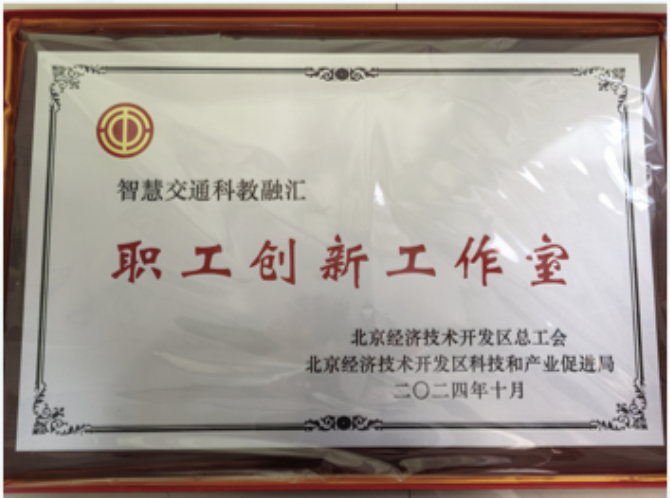 智慧交通科教融汇
职工创新工作室
北京经济技术开发区总工会
北京经济技术开发区科技和产业促进局
二〇二四年十月